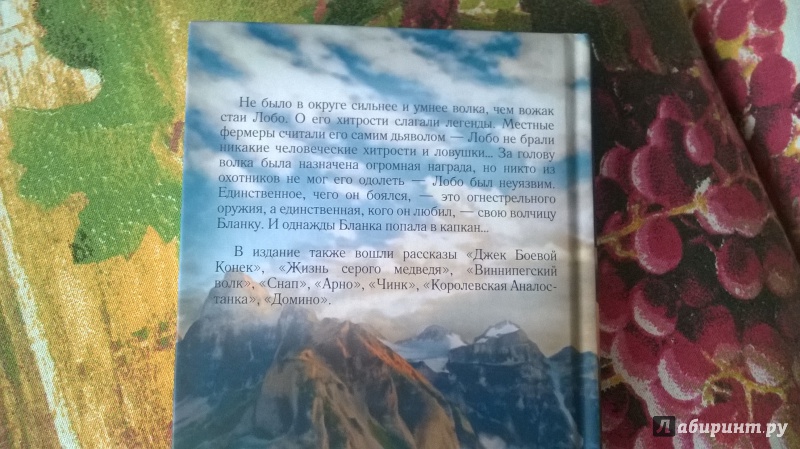 Не было в округе сильнее и умнее волка, чем вожак
стаи Лобо. О его хитрости слагали легенды. Местные
фермеры считали его самим дьяволом — Лобо не брали
никакие человеческие хитрости и ловушки... За голову
волка была назначена огромная награда, но никто из
охотников не мог его одолеть — Лобо был неуязвим.
Единственное, чего он боялся, — это огнестрельного
оружия, а единственная, кого он любил, — свою волчицу
Бланку. И однажды Бланка попала в капкан...
В издание также вошли рассказы «Джек Боевой
Конек», «Жизнь серого медведя», «Виннипегский
волк», «Снап», «Арно», «Чинк», «Королевская Аналос-
танка», «Домино».
Лабиринт.ру